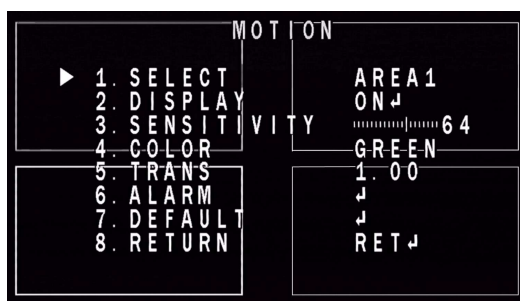 MOTION
1. SELECT AREA1
2. DISPLAY ON↵
3. SENSITIVITY 64
4. COLOR GREEN
5. TRANS 1.00
6. ALARM ↵
7. DEFAULT ↵
8. RETURN RET↵